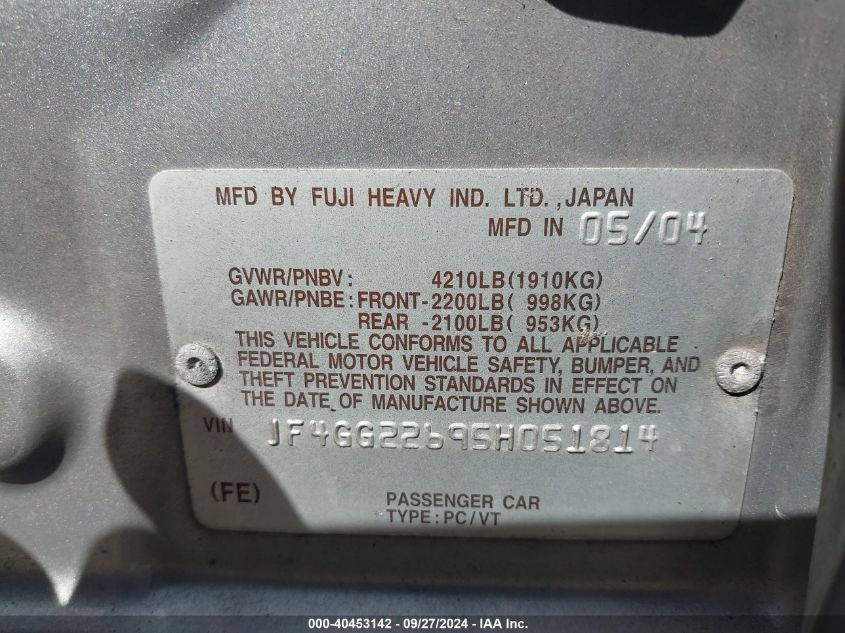 MFD BY FUJI HEAVY IND. LTD.,JAPAN
MFD IN 05/04
GVWR/PNBV: 4210LB(1910KG)
GAWR/PNBE: FRONT-2200LB( 998KG)
REAR -2100LB( 953KG)
THIS VEHICLE CONFORMS TO ALL APPLICABLE
FEDERAL MOTOR VEHICLE SAFETY, BUMPER, AND
THEFT PREVENTION STANDARDS IN EFFECT ON
THE DATE OF MANUFACTURE SHOWN ABOVE.
VIN JF4GG22695H051814
(FE) PASSENGER CAR
TYPE:PC/VT
000-40453142 - 09/27/2024 - IAA Inc.